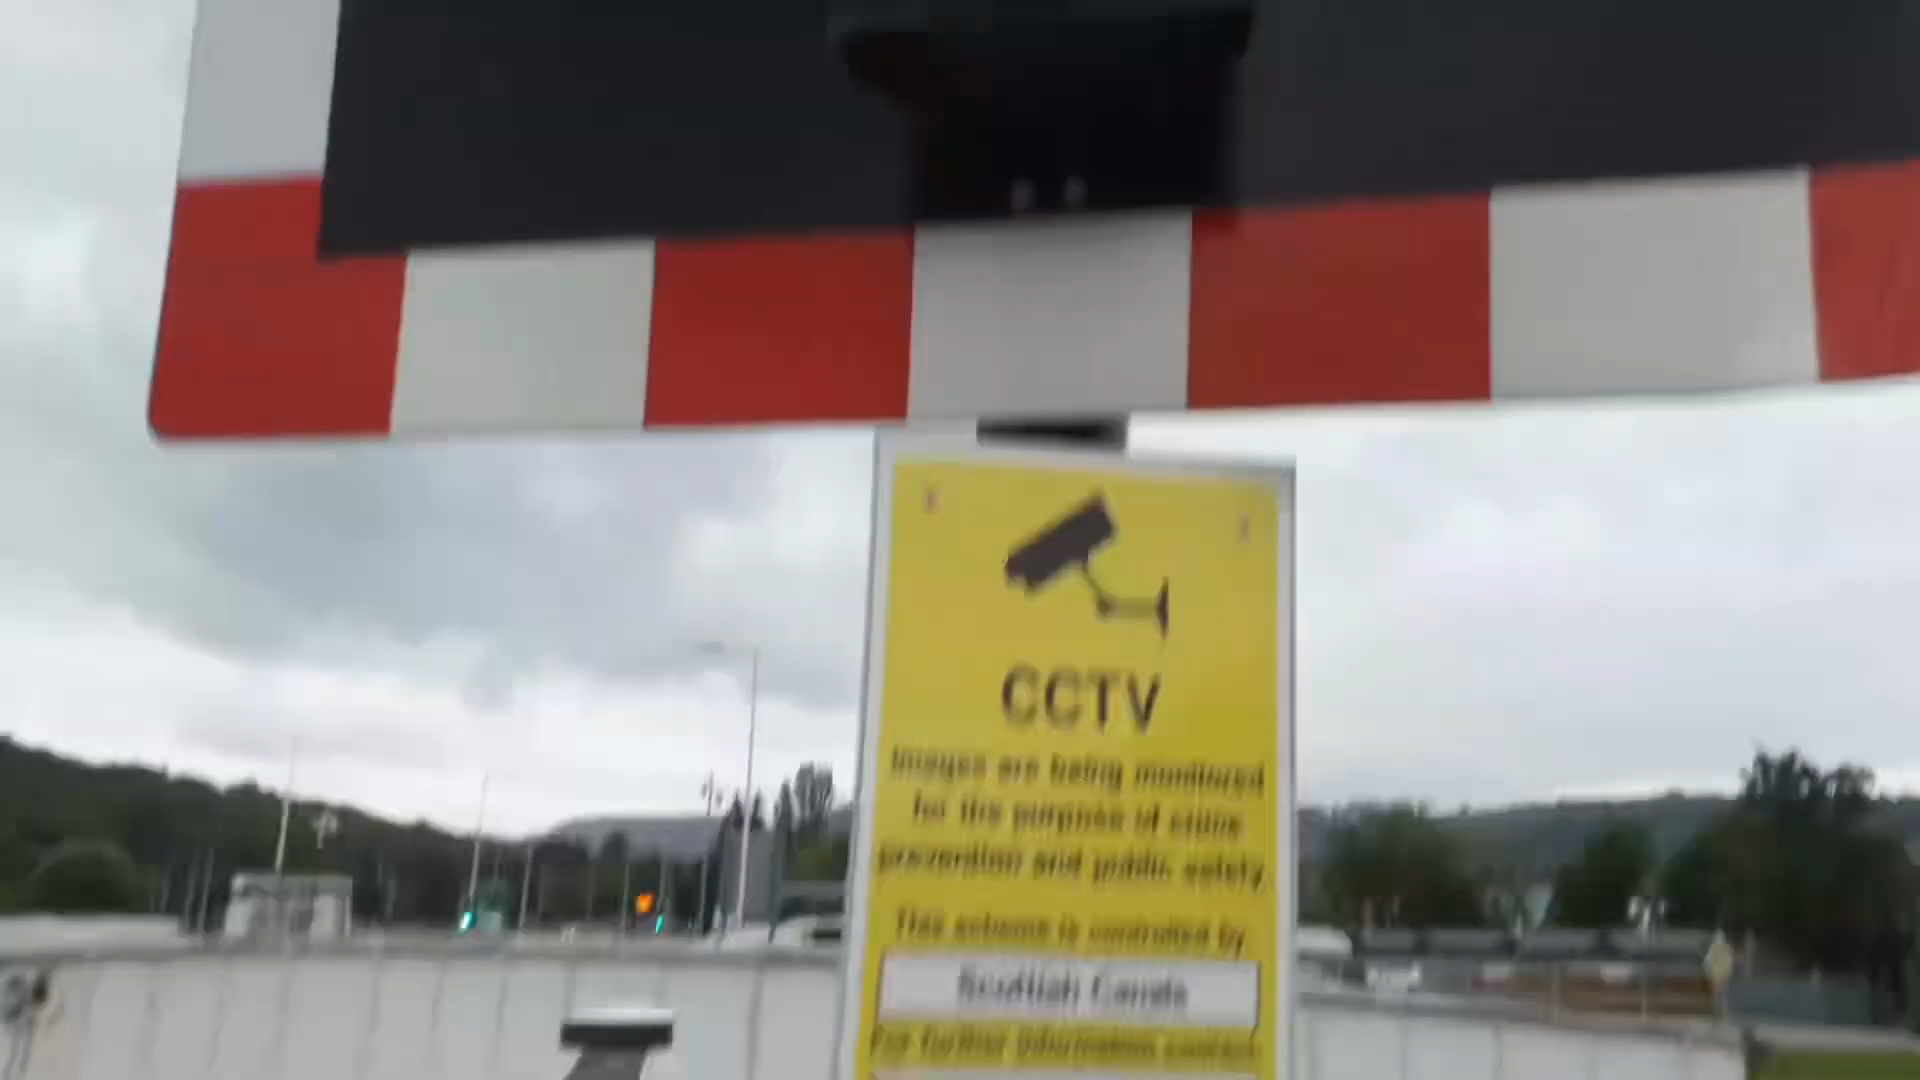 CCTV
Images are being monitored
for the purpose of crime
prevention and public safety
This scheme is controlled by
Scottish Canals
For further information contact